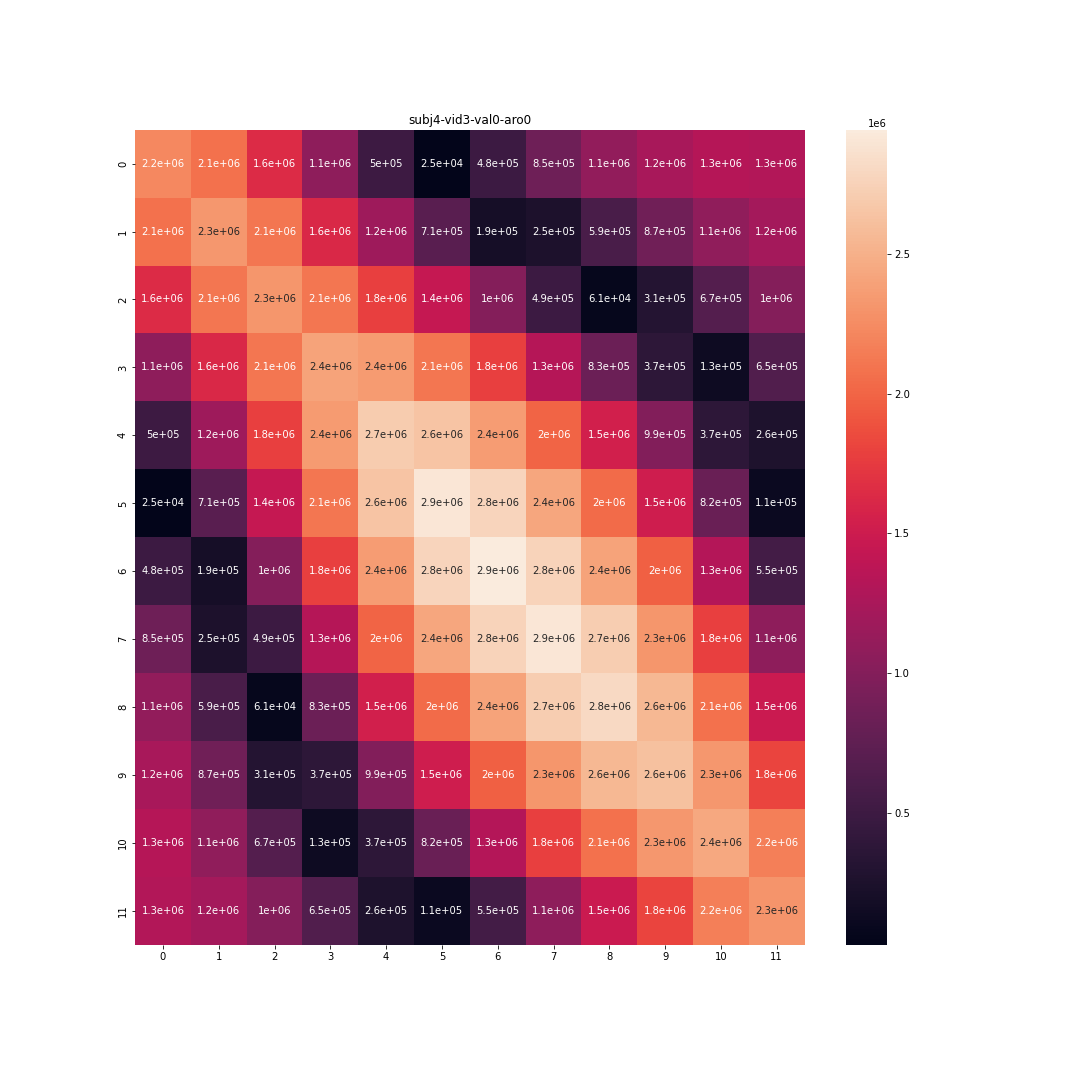 subj4-vid3-val0-aro0
1e6
0 2.2e+06 2.1e+06 1.6e+06 1.1e+06 5e+05 2.5e+04 4.8e+05 8.5e+05 1.1e+06 1.2e+06 1.3e+06 1.3e+06
1 2.1e+06 2.3e+06 2.1e+06 1.6e+06 1.2e+06 7.1e+05 1.9e+05 2.5e+05 5.9e+05 8.7e+05 1.1e+06 1.2e+06
2.5
2 1.6e+06 2.1e+06 2.3e+06 2.1e+06 1.8e+06 1.4e+06 1e+06 4.9e+05 6.1e+04 3.1e+05 6.7e+05 1e+06
3 1.1e+06 1.6e+06 2.1e+06 2.4e+06 2.4e+06 2.1e+06 1.8e+06 1.3e+06 8.3e+05 3.7e+05 1.3e+05 6.5e+05
2.0
4 5e+05 1.2e+06 1.8e+06 2.4e+06 2.7e+06 2.6e+06 2.4e+06 2e+06 1.5e+06 9.9e+05 3.7e+05 2.6e+05
5 2.5e+04 7.1e+05 1.4e+06 2.1e+06 2.6e+06 2.9e+06 2.8e+06 2.4e+06 2e+06 1.5e+06 8.2e+05 1.1e+05
1.5
6 4.8e+05 1.9e+05 1e+06 1.8e+06 2.4e+06 2.8e+06 2.9e+06 2.8e+06 2.4e+06 2e+06 1.3e+06 5.5e+05
7 8.5e+05 2.5e+05 4.9e+05 1.3e+06 2e+06 2.4e+06 2.8e+06 2.9e+06 2.7e+06 2.3e+06 1.8e+06 1.1e+06
1.0
8 1.1e+06 5.9e+05 6.1e+04 8.3e+05 1.5e+06 2e+06 2.4e+06 2.7e+06 2.8e+06 2.6e+06 2.1e+06 1.5e+06
9 1.2e+06 8.7e+05 3.1e+05 3.7e+05 9.9e+05 1.5e+06 2e+06 2.3e+06 2.6e+06 2.6e+06 2.3e+06 1.8e+06
0.5
10 1.3e+06 1.1e+06 6.7e+05 1.3e+05 3.7e+05 8.2e+05 1.3e+06 1.8e+06 2.1e+06 2.3e+06 2.4e+06 2.2e+06
11 1.3e+06 1.2e+06 1e+06 6.5e+05 2.6e+05 1.1e+05 5.5e+05 1.1e+06 1.5e+06 1.8e+06 2.2e+06 2.3e+06
0 1 2 3 4 5 6 7 8 9 10 11